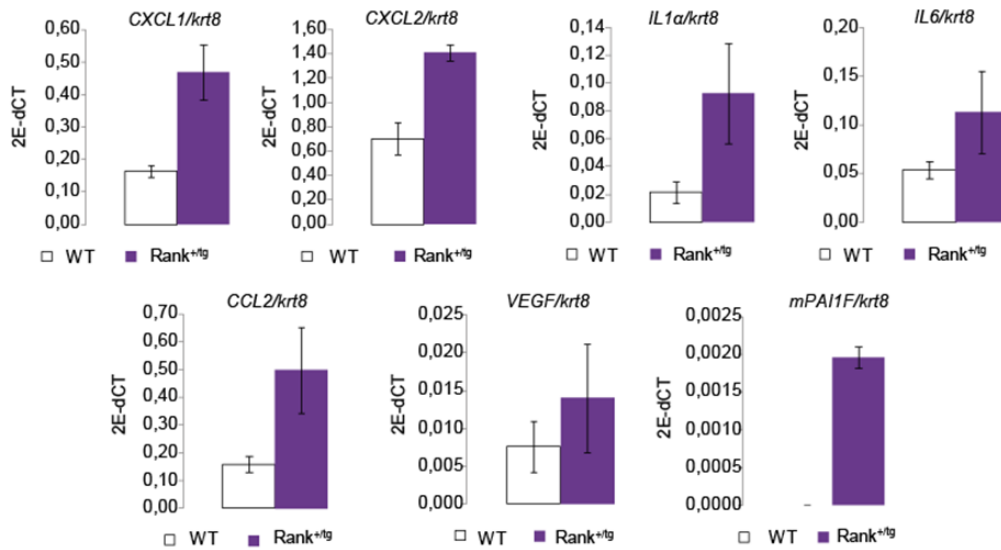 CXCL1/krt8
2E-dCT
0,60
0,50
0,40
0,30
0,20
0,10
0,00
WT Rank+/tg
CXCL2/krt8
2E-dCT
1,60
1,40
1,20
1,00
0,80
0,60
0,40
0,20
0,00
WT Rank+/tg
IL1α/krt8
2E-dCT
0,14
0,12
0,10
0,08
0,06
0,04
0,02
0,00
WT Rank+/tg
IL6/krt8
2E-dCT
0,20
0,15
0,10
0,05
0,00
WT Rank+/tg
CCL2/krt8
2E-dCT
0,70
0,60
0,50
0,40
0,30
0,20
0,10
0,00
WT Rank+/tg
VEGF/krt8
2E-dCT
0,025
0,020
0,015
0,010
0,005
0,000
WT Rank+/tg
mPAI1F/krt8
2E-dCT
0,0025
0,0020
0,0015
0,0010
0,0005
0,0000
WT Rank+/tg